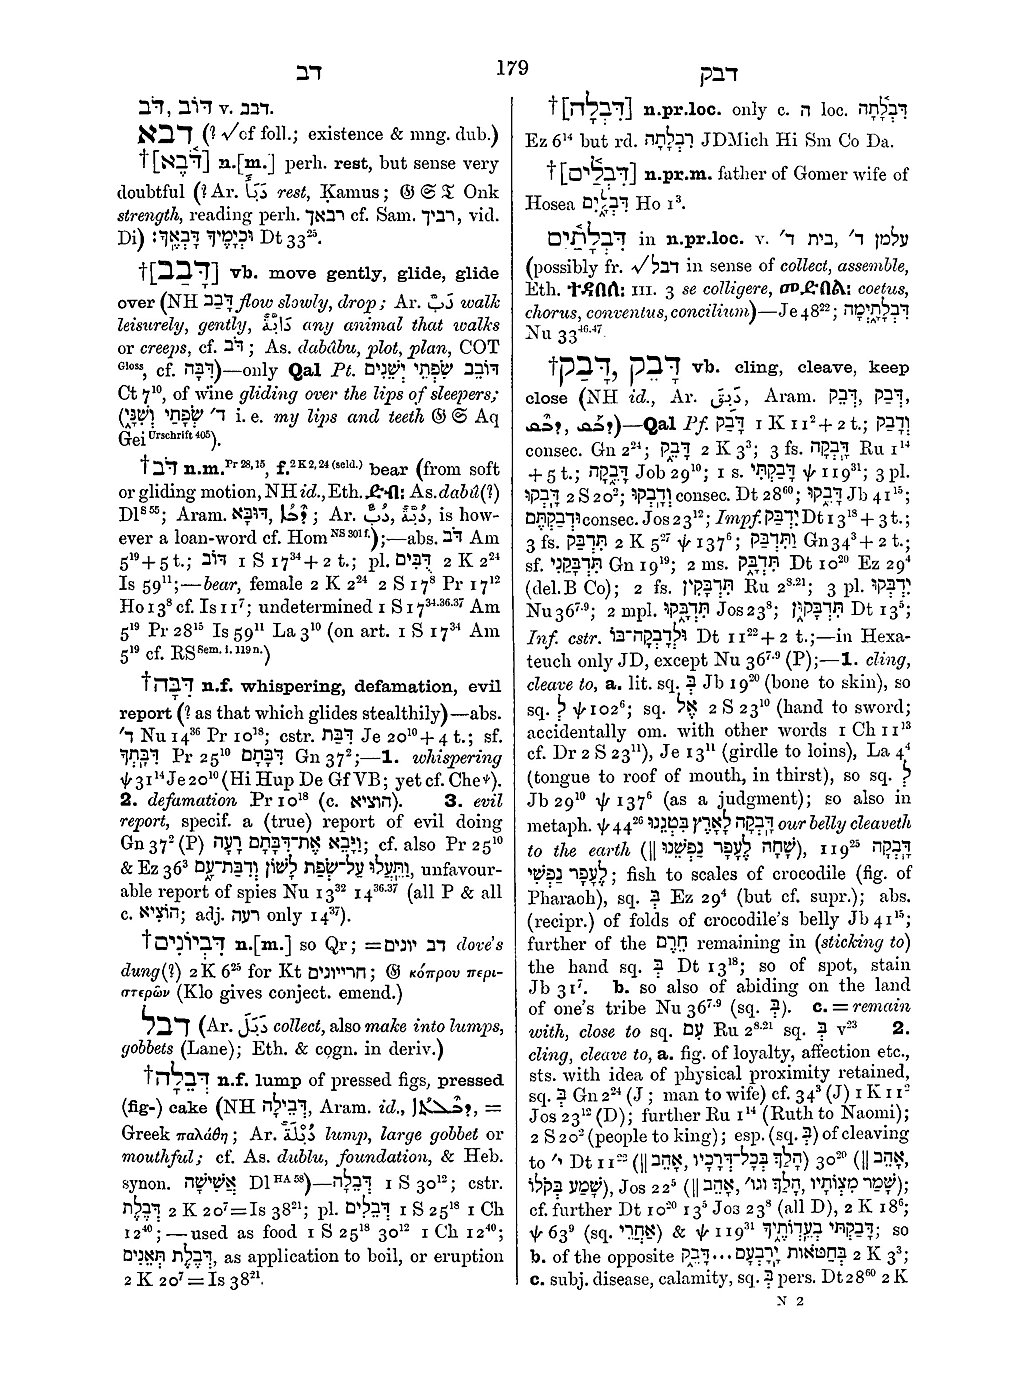 דב
179
דבק
דֹּב, דּוֹב v. דבב.
דבא (? √cf foll.; existence & mng. dub.)
†[דֹּ֫בֶא] n.[m.] perh. rest, but sense very
doubtful (? Ar. rest, Ḳamus; 𝔊 𝔖 𝔗 Onk
strength, reading perh. רבאך cf. Sam. רביך, vid.
Di) וּכְיָמֶיךָ דָּבְאֶךָ׃ Dt 33²⁵.
†[דָּבַב] vb. move gently, glide, glide
over (NH דָּבַב flow slowly, drop; Ar. دَبَّ walk
leisurely, gently, دَابَّةٌ any animal that walks
or creeps, cf. דֹּב; As. dabâbu, plot, plan, COT
Gloss, cf. דִּבָּה)—only Qal Pt. דּוֹבֵב שִׂפְתֵי יְשֵׁנִים
Ct 7¹⁰, of wine gliding over the lips of sleepers;
(ד׳ שְׂפָתַי וְשִׁנָּי i. e. my lips and teeth 𝔊 𝔖 Aq
Gei Urschrift 405).
†דֹּב n.m. Pr 28, 15, f. 2 K 2, 24 (seld.) bear (from soft
or gliding motion, NH id., Eth. ድብ: As. dabû(?)
Dl S 55; Aram. דּוּבָּא, ; Ar. دُبٌّ, دُبَّةٌ, is how-
ever a loan-word cf. Hom NS 301 f.);—abs. דֹּב Am
5¹⁹ + 5 t.; דּוֹב 1 S 17³⁴ + 2 t.; pl. דֻּבִּים 2 K 2²⁴
Is 59¹¹;—bear, female 2 K 2²⁴ 2 S 17⁸ Pr 17¹²
Ho 13⁸ cf. Is 11⁷; undetermined 1 S 17³⁴·³⁶·³⁷ Am
5¹⁹ Pr 28¹⁵ Is 59¹¹ La 3¹⁰ (on art. 1 S 17³⁴ Am
5¹⁹ cf. RS Sem. i. 119 n.)
†דִּבָּה n.f. whispering, defamation, evil
report (? as that which glides stealthily)—abs.
ד׳ Nu 14³⁶ Pr 10¹⁸; cstr. דִּבַּת Je 20¹⁰ + 4 t.; sf.
דִּבָּתְךָ Pr 25¹⁰ דִּבָּתָם Gn 37²;—1. whispering
ψ 31¹⁴ Je 20¹⁰ (Hi Hup De Gf VB; yet cf. Che ψ).
2. defamation Pr 10¹⁸ (c. הוציא). 3. evil
report, specif. a (true) report of evil doing
Gn 37² (P) וַיָּבֵא אֶת־דִּבָּתָם רָעָה; cf. also Pr 25¹⁰
& Ez 36³ וַתֵּעֲלוּ עַל־שְׂפַת לָשׁוֹן וְדִבַּת־עָם, unfavour-
able report of spies Nu 13³² 14³⁶·³⁷ (all P & all
c. הוֹצִיא; adj. רעה only 14³⁷).
†דִּבְיוֹנִים n.[m.] so Qr; = דב יונים dove's
dung(?) 2 K 6²⁵ for Kt חרייונים; 𝔊 κόπρου περι-
στερῶν (Klo gives conject. emend.)
דבל (Ar. دَبَلَ collect, also make into lumps,
gobbets (Lane); Eth. & cogn. in deriv.)
†דְּבֵלָה n.f. lump of pressed figs, pressed
(fig-) cake (NH דְּבֵילָה, Aram. id., , =
Greek παλάθη; Ar. دُبْلَةٌ lump, large gobbet or
mouthful; cf. As. dublu, foundation, & Heb.
synon. אֲשִׁישָׁה Dl HA 58)—דְּבֵלָה 1 S 30¹²; cstr.
דְּבֶלֶת 2 K 20⁷ = Is 38²¹; pl. דְּבֵלִים 1 S 25¹⁸ 1 Ch
12⁴⁰;—used as food 1 S 25¹⁸ 30¹² 1 Ch 12⁴⁰;
דְּבֶלֶת תְּאֵנִים, as application to boil, or eruption
2 K 20⁷ = Is 38²¹.
†[דִּבְלָה] n.pr.loc. only c. ה loc. דִּבְלָ֫תָה
Ez 6¹⁴ but rd. רִבְלָתָה JDMich Hi Sm Co Da.
†[דִּבְלַ֫יִם] n.pr.m. father of Gomer wife of
Hosea דִּבְלָ֑יִם Ho 1³.
דִּבְלָתַ֫יִם in n.pr.loc. v. בית ד׳, עלמן ד׳
(possibly fr. √דבל in sense of collect, assemble,
Eth. ተደበለ: III. 3 se colligere, ማኅበር: coetus,
chorus, conventus, concilium)—Je 48²²; דִּבְלָתָ֑יְמָה
Nu 33⁴⁶·⁴⁷.
†דָּבַק, דָּבֵק vb. cling, cleave, keep
close (NH id., Ar. دَبِقَ, Aram. דְּבַק, דְּבֵק,
)—Qal Pf. דָּבַק 1 K 11² + 2 t.; וְדָבַק
consec. Gn 2²⁴; דָּבֵק 2 K 3³; 3 fs. דָּבְקָה Ru 1¹⁴
+ 5 t.; דָּבֵקָה Job 29¹⁰; 1 s. דָּבַקְתִּי ψ 119³¹; 3 pl.
דָּבְקוּ 2 S 20²; וְדָבְקוּ consec. Dt 28⁶⁰; דָּבֵקוּ Jb 41¹⁵;
וּדְבַקְתֶּם consec. Jos 23¹²; Impf. יִדְבַּק Dt 13¹⁸ + 3 t.;
3 fs. תִּדְבַּק 2 K 5²⁷ ψ 137⁶; וַתִּדְבַּק Gn 34³ + 2 t.;
sf. תִּדְבָּקַנִי Gn 19¹⁹; 2 ms. תִּדְבָּק Dt 10²⁰ Ez 29⁴
(del. B Co); 2 fs. תִּדְבָּקִין Ru 2⁸·²¹; 3 pl. יִדְבְּקוּ
Nu 36⁷·⁹; 2 mpl. תִּדְבָּקוּ Jos 23⁸; תִּדְבָּקוּן Dt 13⁵;
Inf. cstr. וּלְדָבְקָה־בוֹ Dt 11²² + 2 t.;—in Hexa-
teuch only JD, except Nu 36⁷·⁹ (P);—1. cling,
cleave to, a. lit. sq. בְּ Jb 19²⁰ (bone to skin), so
sq. לְ ψ 102⁶; sq. אֶל 2 S 23¹⁰ (hand to sword;
accidentally om. with other words 1 Ch 11¹³
cf. Dr 2 S 23¹¹), Je 13¹¹ (girdle to loins), La 4⁴
(tongue to roof of mouth, in thirst), so sq. לְ
Jb 29¹⁰ ψ 137⁶ (as a judgment); so also in
metaph. ψ 44²⁶ דָּבְקָה לָאָרֶץ בִּטְנֵנוּ our belly cleaveth
to the earth (‖ שָׁחָה לֶעָפָר נַפְשֵׁנוּ), 119²⁵ דָּבְקָה
לֶעָפָר נַפְשִׁי; fish to scales of crocodile (fig. of
Pharaoh), sq. בְּ Ez 29⁴ (but cf. supr.); abs.
(recipr.) of folds of crocodile's belly Jb 41¹⁵;
further of the חֵרֶם remaining in (sticking to)
the hand sq. בְּ Dt 13¹⁸; so of spot, stain
Jb 31⁷. b. so also of abiding on the land
of one's tribe Nu 36⁷·⁹ (sq. בְּ). c. = remain
with, close to sq. עִם Ru 2⁸·²¹ sq. בְּ v²³ 2.
cling, cleave to, a. fig. of loyalty, affection etc.,
sts. with idea of physical proximity retained,
sq. בְּ Gn 2²⁴ (J; man to wife) cf. 34³ (J) 1 K 11²
Jos 23¹² (D); further Ru 1¹⁴ (Ruth to Naomi);
2 S 20² (people to king); esp. (sq. בְּ) of cleaving
to י׳ Dt 11²² (‖ הָלַךְ בְּכָל־דְּרָכָיו, אָהֵב) 30²⁰ (‖ אָהֵב,
שָׁמַע בְּקֹלוֹ), Jos 22⁵ (‖ שָׁמַר מִצְוֹתָיו, הָלַךְ וגו׳, אָהֵב);
cf. further Dt 10²⁰ 13⁵ Jos 23⁸ (all D), 2 K 18⁶;
ψ 63⁹ (sq. אַחֲרֵי) & ψ 119³¹ דָּבַקְתִּי בְעֵדְוֹתֶיךָ; so
b. of the opposite בְּחַטֹּאות יָרָבְעָם ... דָּבֵק 2 K 3³;
c. subj. disease, calamity, sq. בְּ pers. Dt 28⁶⁰ 2 K
N 2